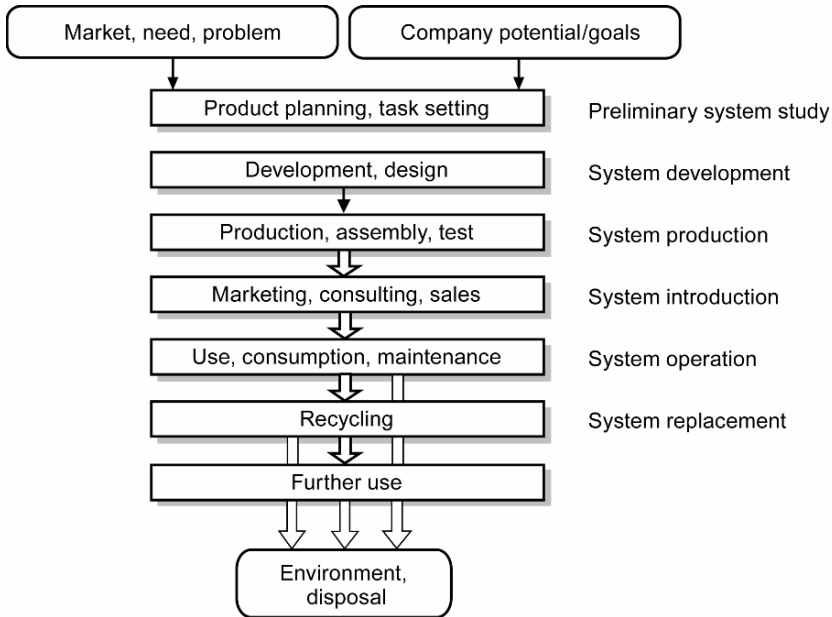 Market, need, problem
Company potential/goals
Product planning, task setting
Preliminary system study
Development, design
System development
Production, assembly, test
System production
Marketing, consulting, sales
System introduction
Use, consumption, maintenance
System operation
Recycling
System replacement
Further use
Environment,
disposal